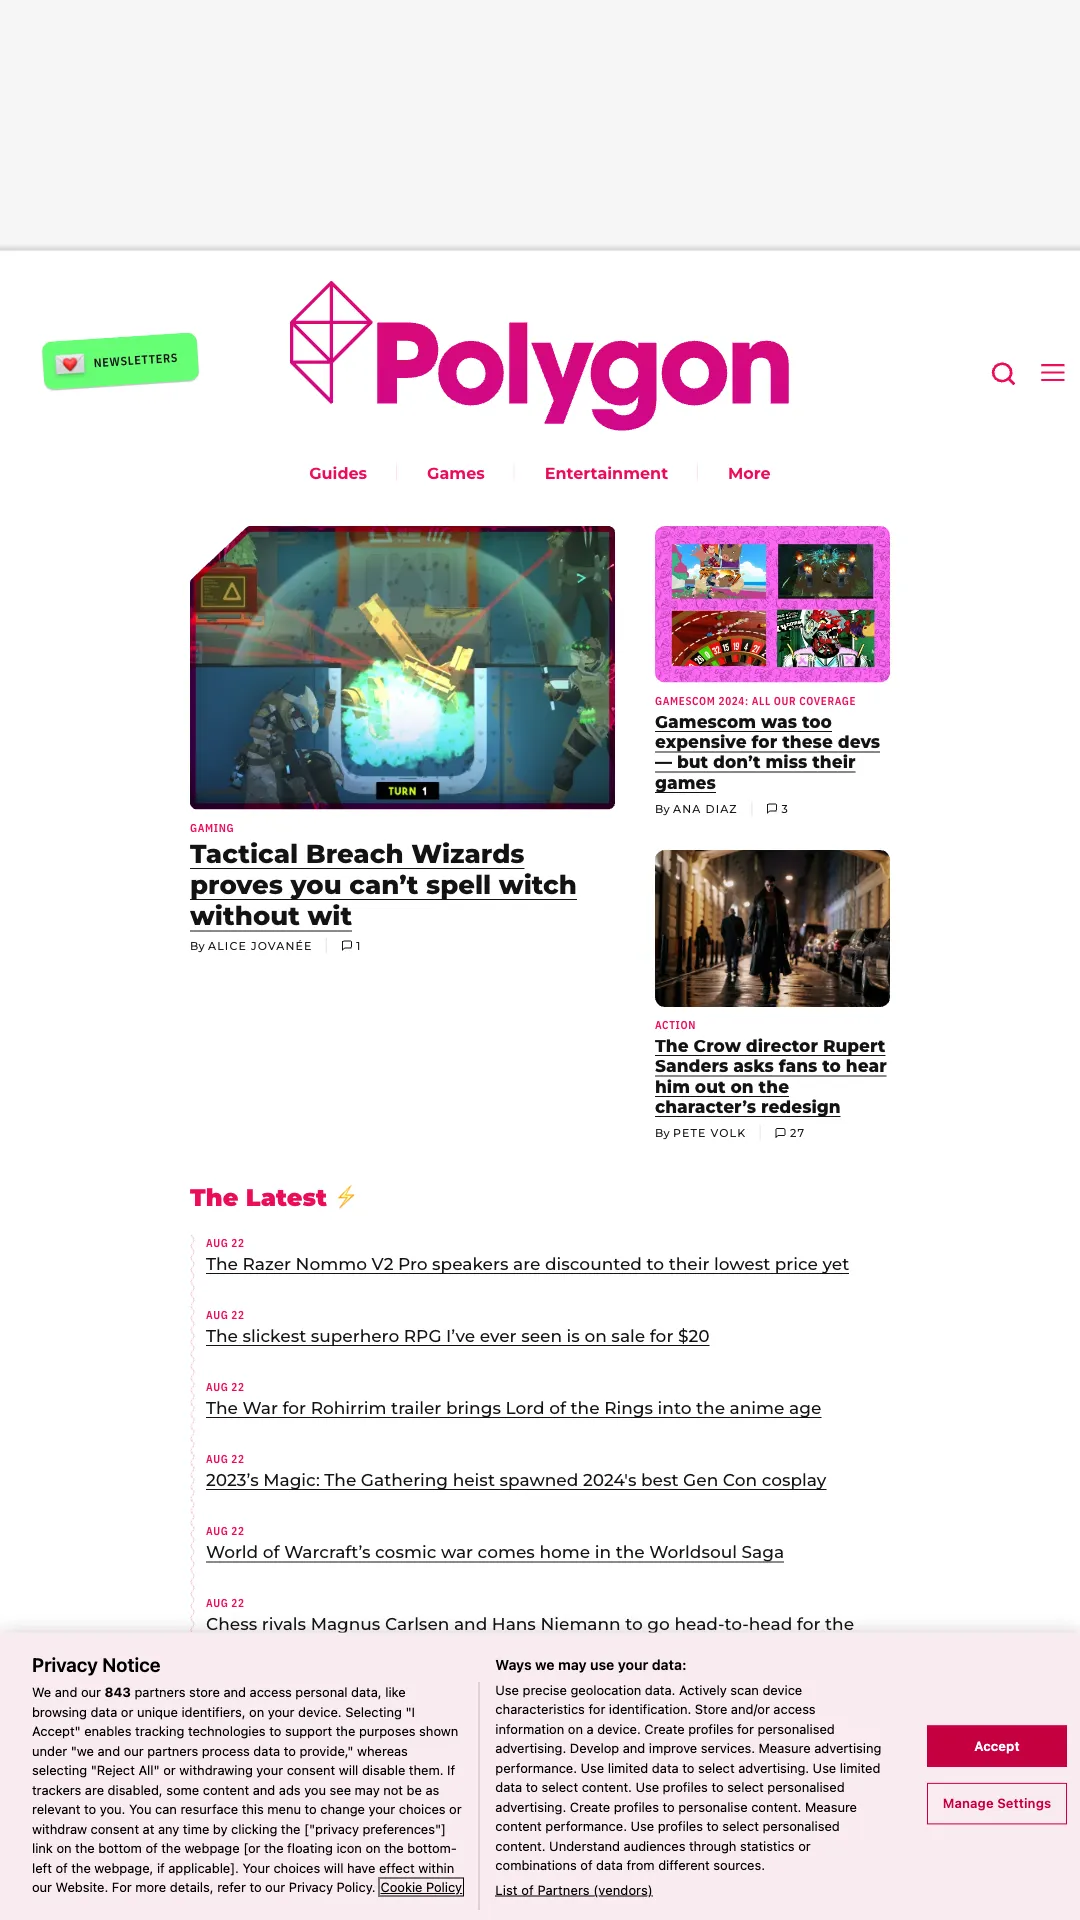 NEWSLETTERS
Polygon
Guides
Games
Entertainment
More
TURN 1
GAMING
Tactical Breach Wizards
proves you can’t spell witch
without wit
By ALICE JOVANÉE
1
GAMESCOM 2024: ALL OUR COVERAGE
Gamescom was too
expensive for these devs
— but don’t miss their
games
By ANA DIAZ
3
ACTION
The Crow director Rupert
Sanders asks fans to hear
him out on the
character’s redesign
By PETE VOLK
27
The Latest
AUG 22
The Razer Nommo V2 Pro speakers are discounted to their lowest price yet
AUG 22
The slickest superhero RPG I’ve ever seen is on sale for $20
AUG 22
The War for Rohirrim trailer brings Lord of the Rings into the anime age
AUG 22
2023’s Magic: The Gathering heist spawned 2024's best Gen Con cosplay
AUG 22
World of Warcraft’s cosmic war comes home in the Worldsoul Saga
AUG 22
Chess rivals Magnus Carlsen and Hans Niemann to go head-to-head for the
Privacy Notice
We and our 843 partners store and access personal data, like
browsing data or unique identifiers, on your device. Selecting "I
Accept" enables tracking technologies to support the purposes shown
under "we and our partners process data to provide," whereas
selecting "Reject All" or withdrawing your consent will disable them. If
trackers are disabled, some content and ads you see may not be as
relevant to you. You can resurface this menu to change your choices or
withdraw consent at any time by clicking the ["privacy preferences"]
link on the bottom of the webpage [or the floating icon on the bottom-
left of the webpage, if applicable]. Your choices will have effect within
our Website. For more details, refer to our Privacy Policy. Cookie Policy
Ways we may use your data:
Use precise geolocation data. Actively scan device
characteristics for identification. Store and/or access
information on a device. Create profiles for personalised
advertising. Develop and improve services. Measure advertising
performance. Use limited data to select advertising. Use limited
data to select content. Use profiles to select personalised
advertising. Create profiles to personalise content. Measure
content performance. Use profiles to select personalised
content. Understand audiences through statistics or
combinations of data from different sources.
List of Partners (vendors)
Accept
Manage Settings